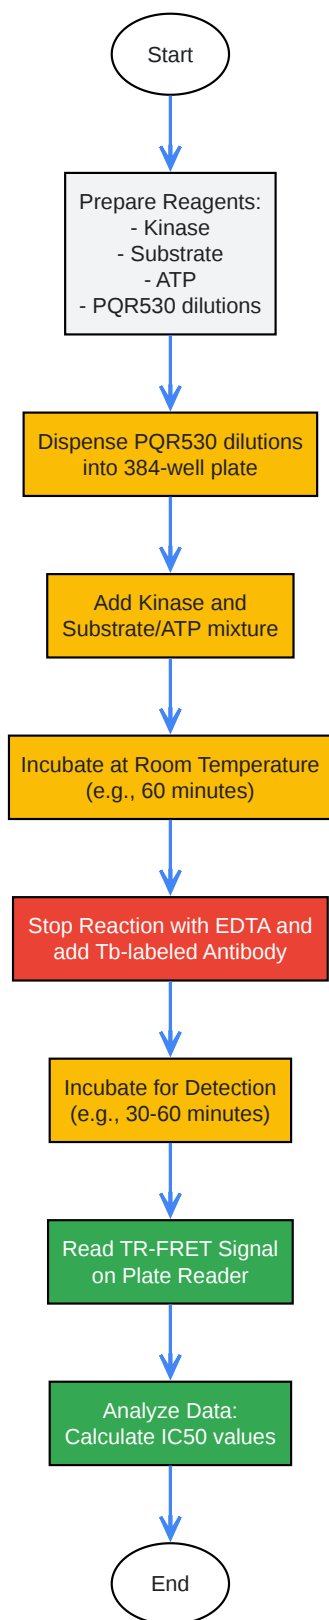 Start
Prepare Reagents:
- Kinase
- Substrate
- ATP
- PQR530 dilutions
Dispense PQR530 dilutions
into 384-well plate
Add Kinase and
Substrate/ATP mixture
Incubate at Room Temperature
(e.g., 60 minutes)
Stop Reaction with EDTA and
add Tb-labeled Antibody
Incubate for Detection
(e.g., 30-60 minutes)
Read TR-FRET Signal
on Plate Reader
Analyze Data:
Calculate IC50 values
End